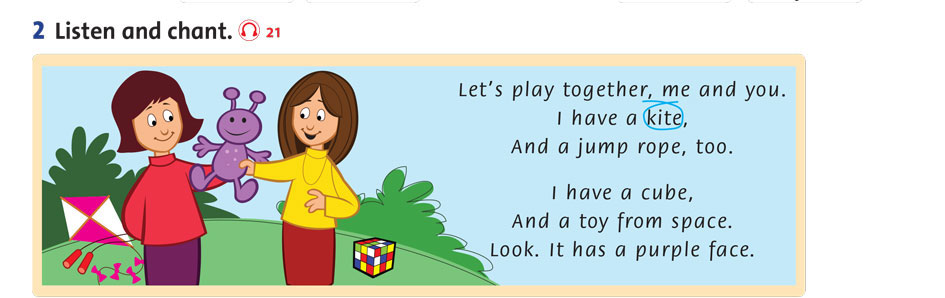 2 Listen and chant. 21
Let's play together, me and you.
I have a kite,
And a jump rope, too.
I have a cube,
And a toy from space.
Look. It has a purple face.